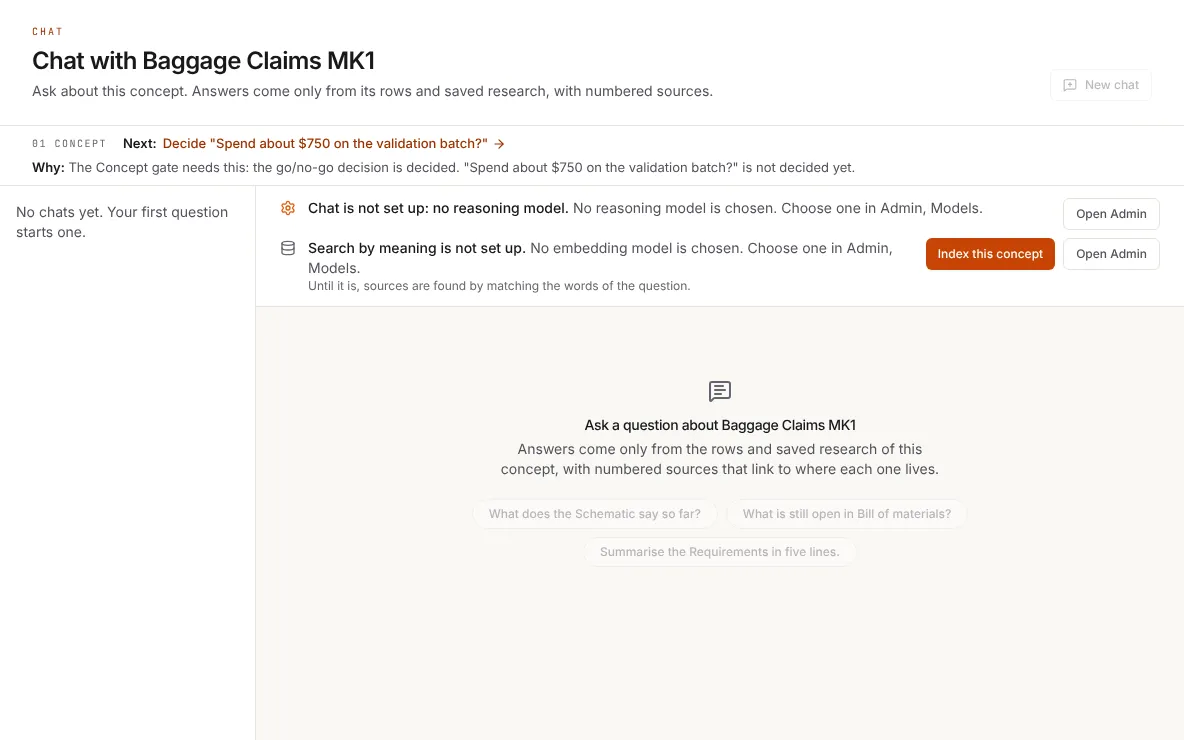 CHAT
Chat with Baggage Claims MK1
Ask about this concept. Answers come only from its rows and saved research, with numbered sources.
New chat
01 CONCEPT Next: Decide "Spend about $750 on the validation batch?" →
Why: The Concept gate needs this: the go/no-go decision is decided. "Spend about $750 on the validation batch?" is not decided yet.
No chats yet. Your first question
starts one.
Chat is not set up: no reasoning model. No reasoning model is chosen. Choose one in Admin, Models.
Open Admin
Search by meaning is not set up. No embedding model is chosen. Choose one in Admin,
Models.
Until it is, sources are found by matching the words of the question.
Index this concept
Open Admin
Ask a question about Baggage Claims MK1
Answers come only from the rows and saved research of this
concept, with numbered sources that link to where each one lives.
What does the Schematic say so far?
What is still open in Bill of materials?
Summarise the Requirements in five lines.